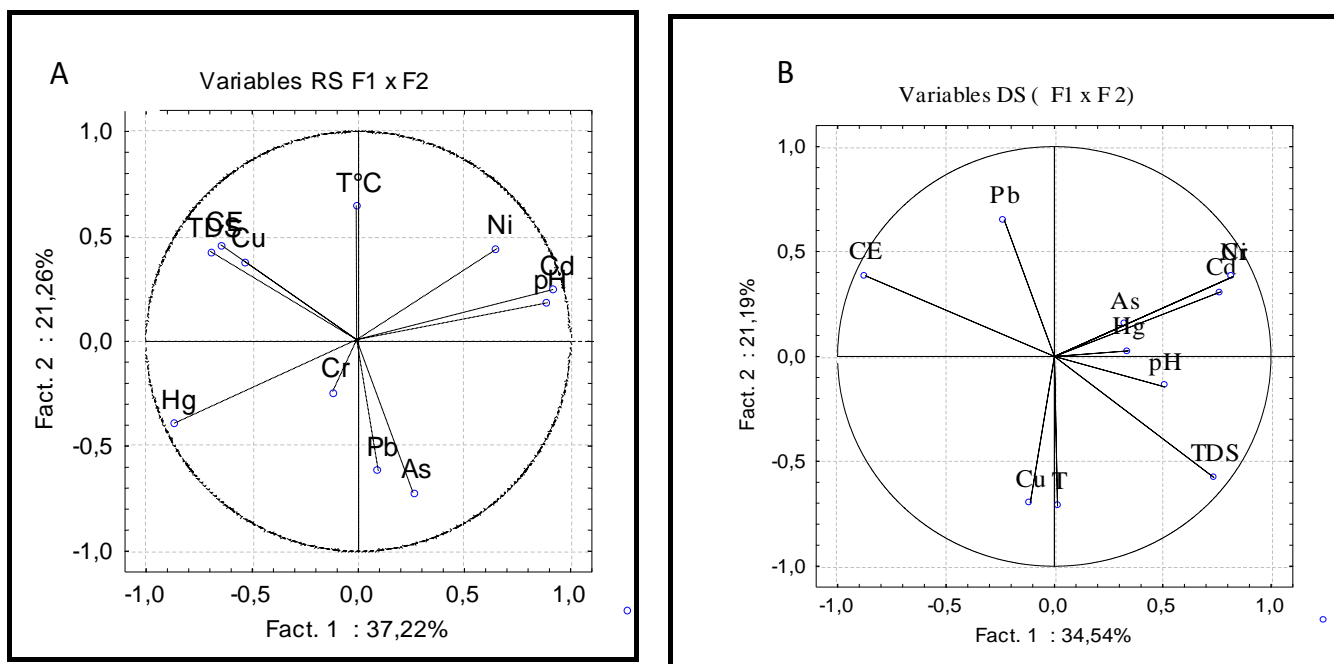 A
Variables RS F1 x F2
1,0
0,5
0,0
-0,5
-1,0
T°C
Ni
CE
TDS
Cu
Cd
pH
Cr
Hg
Pb
As
-1,0 -0,5 0,0 0,5 1,0
Fact. 1 : 37,22%
Fact. 2 : 21,26%
B
Variables DS ( F1 x F 2)
1,0
0,5
0,0
-0,5
-1,0
Pb
CE
Ni
Cd
As
Hg
pH
TDS
Cu T
-1,0 -0,5 0,0 0,5 1,0
Fact. 1 : 34,54%
Fact. 2 : 21,19%